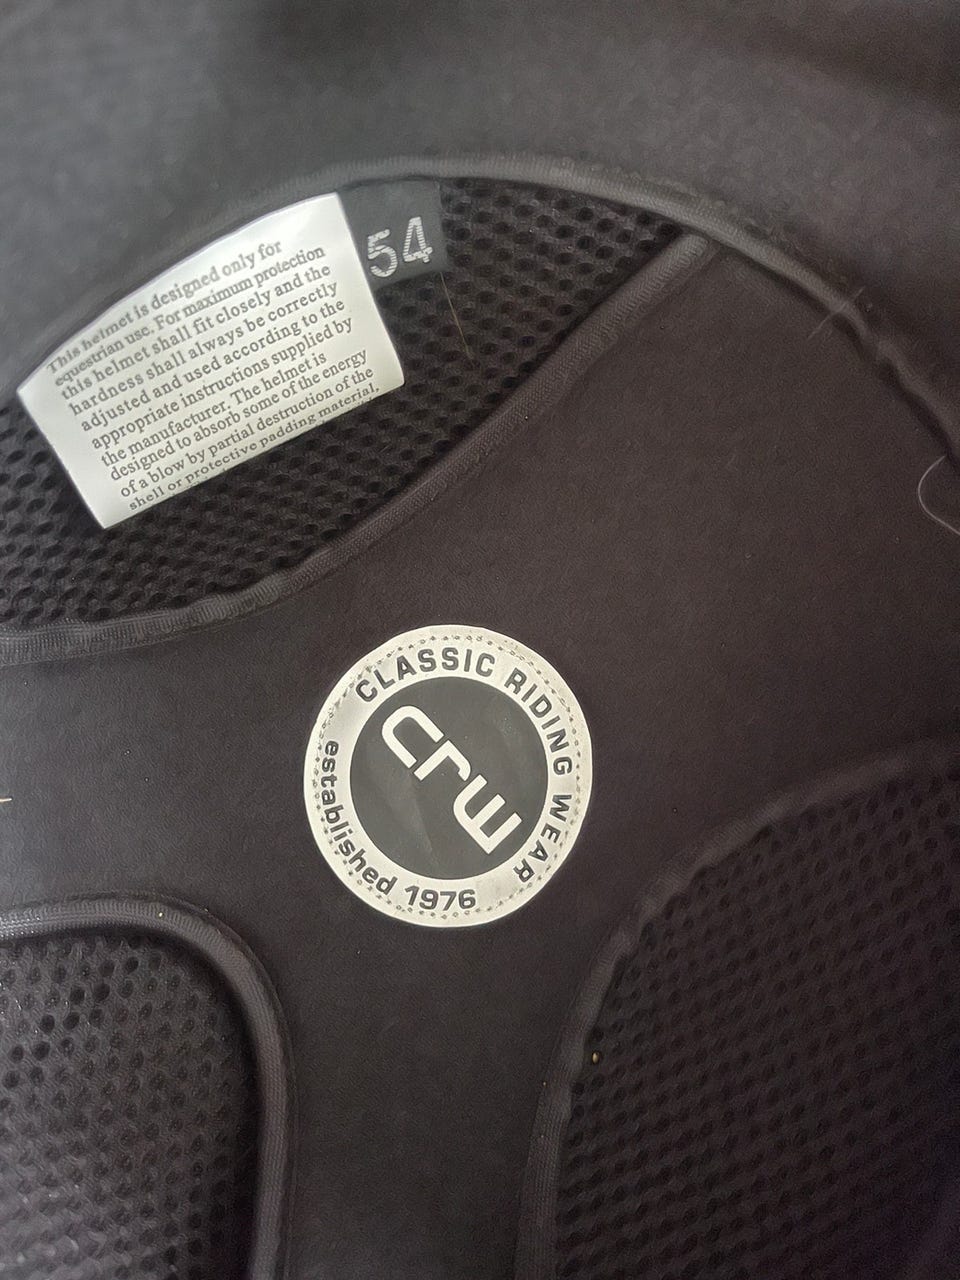 This helmet is designed only for
equestrian use. For maximum protection
this helmet shall fit closely and the
hardness shall always be correctly
adjusted and used according to the
appropriate instructions supplied by
the manufacturer. The helmet is
designed to absorb some of the energy
of a blow by partial destruction of the
shell or protective padding material,
54
CLASSIC RIDING WEAR
crw
established 1976